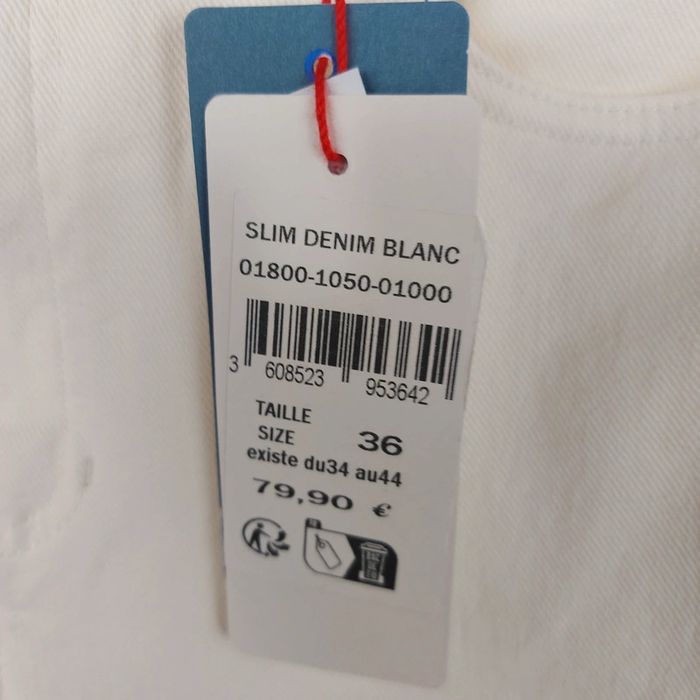 SLIM DENIM BLANC
01800-1050-01000
3 608523 953642
TAILLE
SIZE 36
existe du34 au44
79,90 €